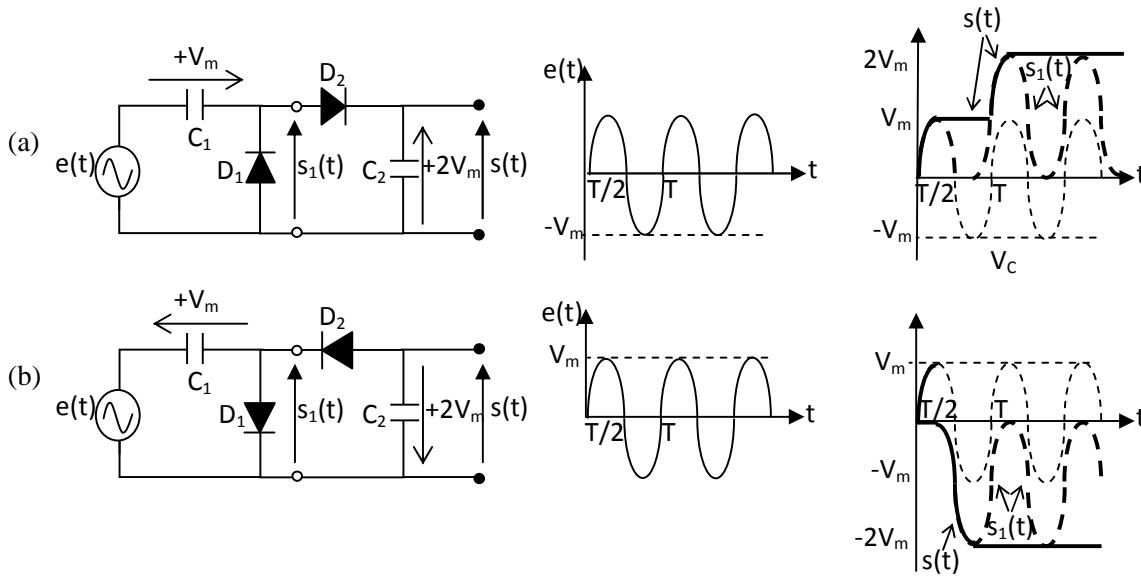 (a)
+Vm
C1
D2
e(t)
D1
s1(t)
C2
+2Vm
s(t)
e(t)
T/2
T
t
-Vm
s(t)
2Vm
s1(t)
Vm
T/2
T
t
-Vm
VC
(b)
+Vm
C1
D2
e(t)
D1
s1(t)
C2
+2Vm
s(t)
e(t)
Vm
T/2
T
t
Vm
T/2
T
t
-Vm
s1(t)
-2Vm
s(t)